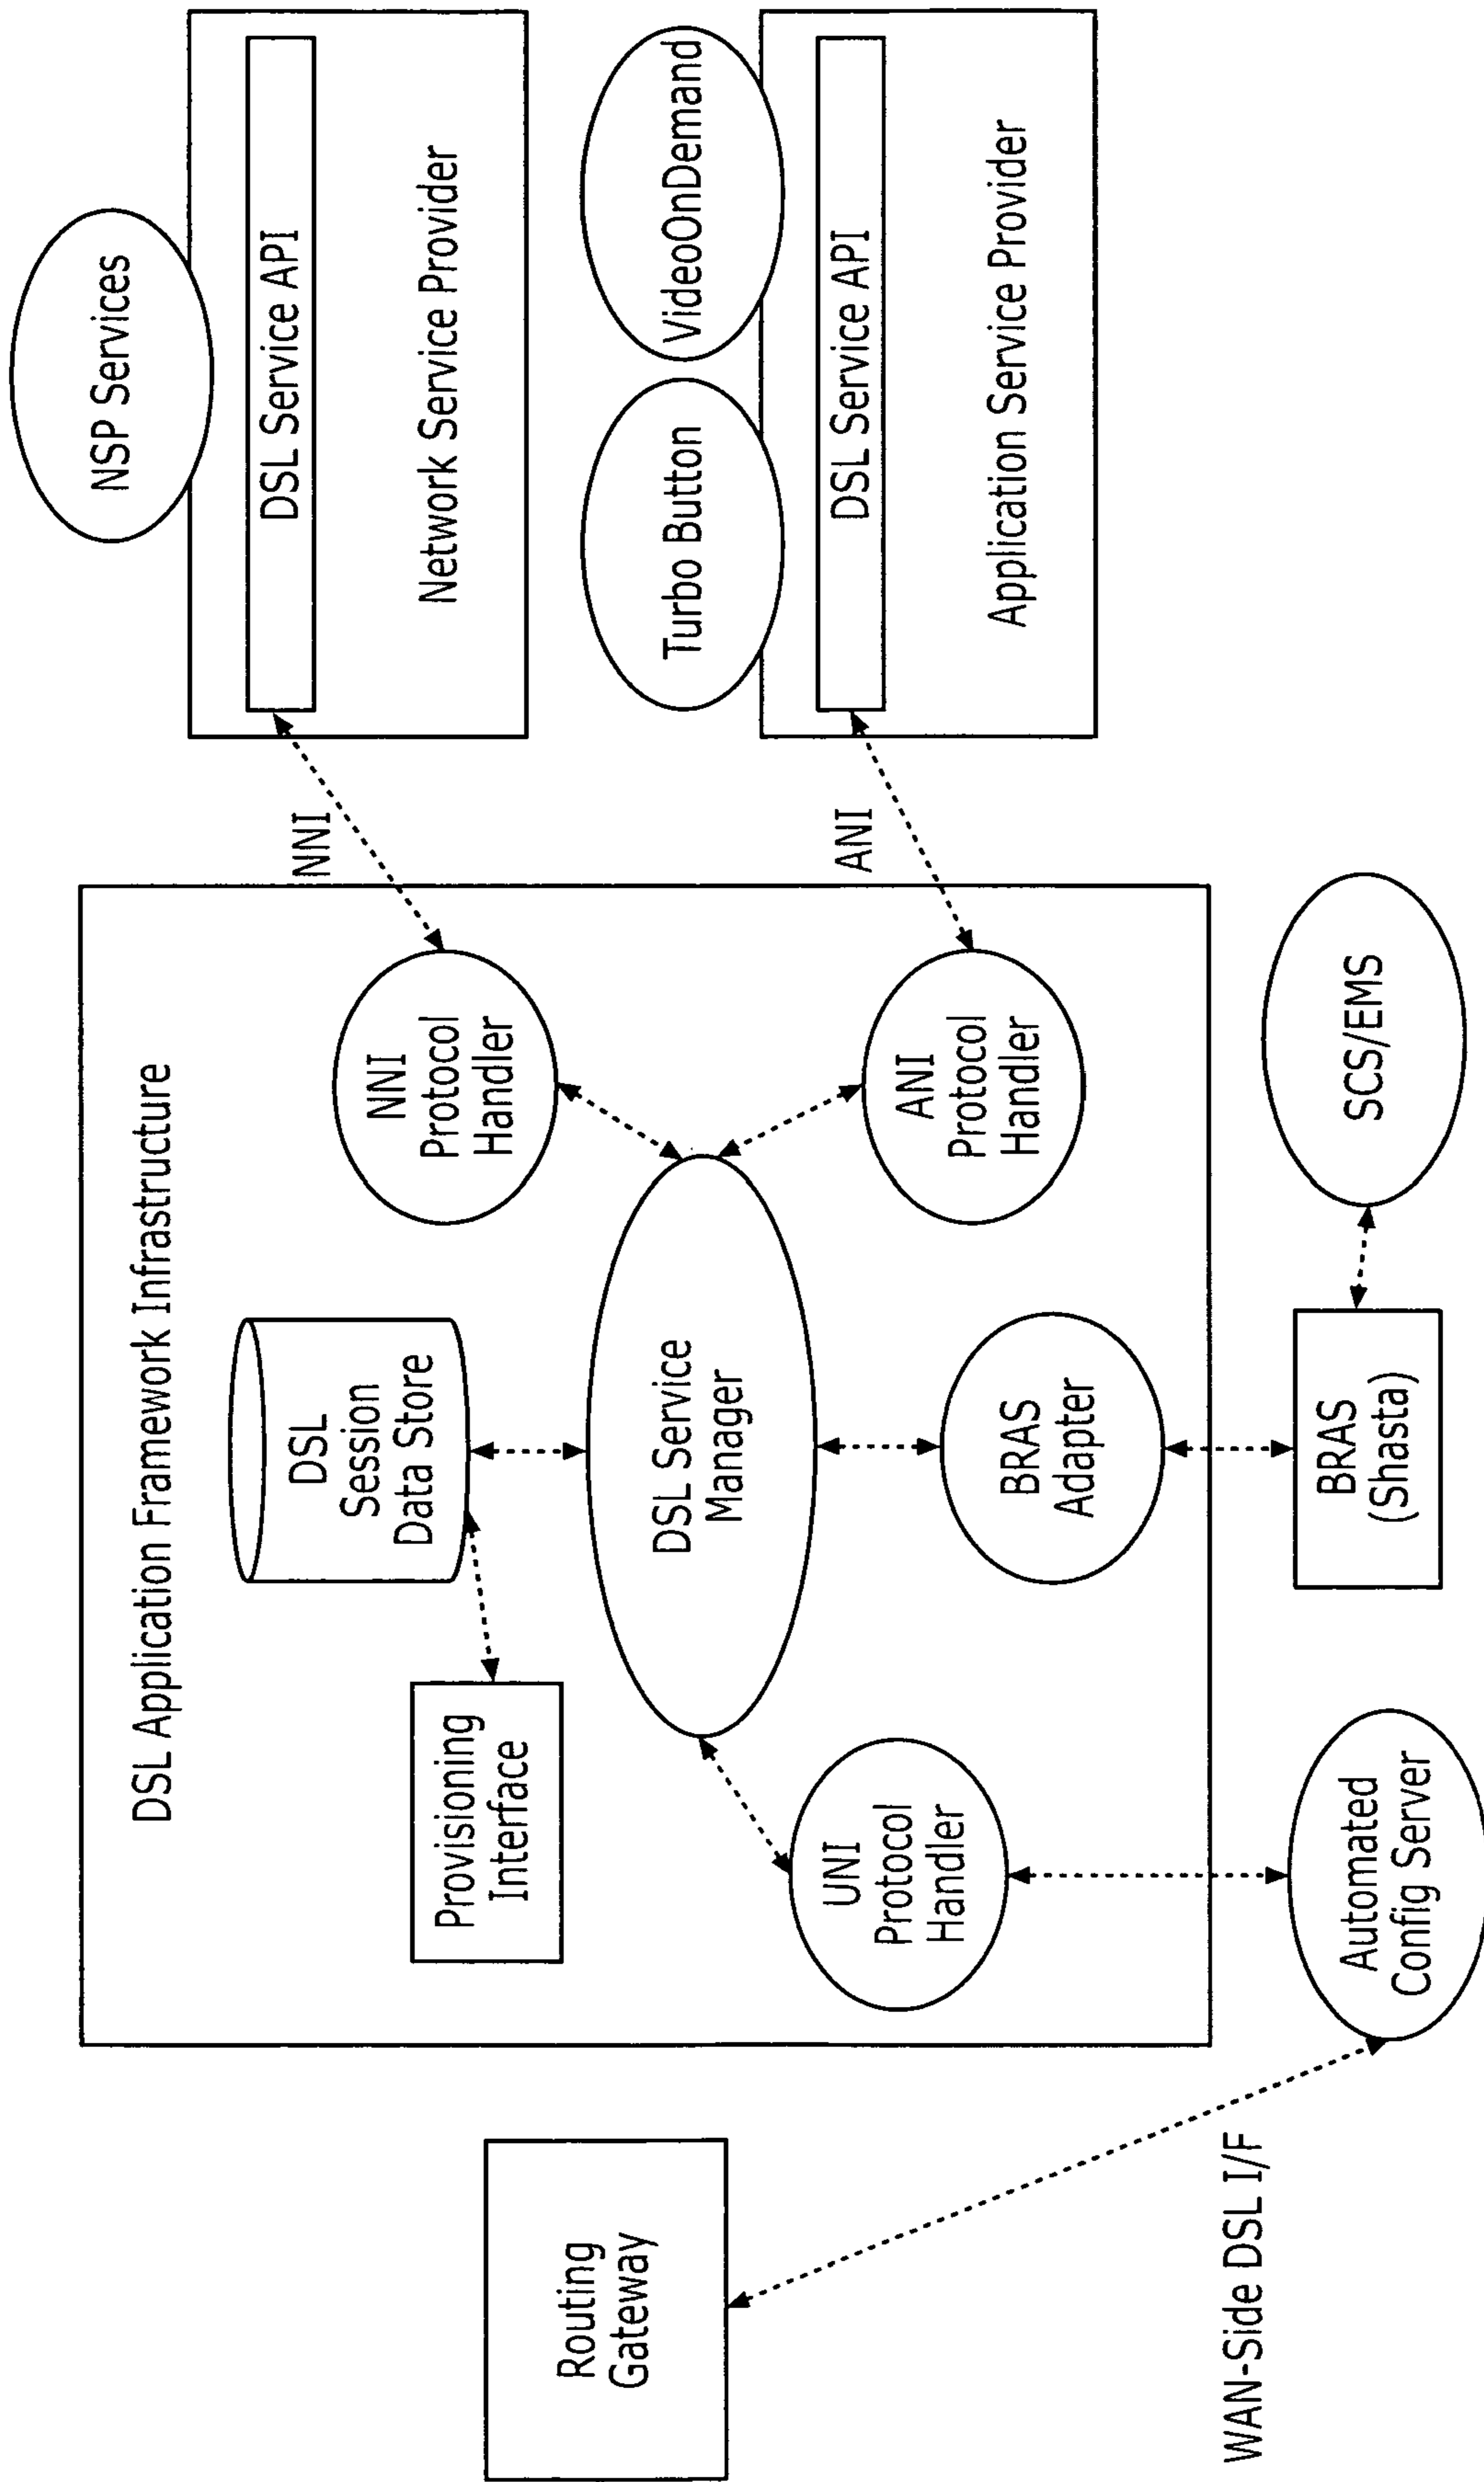 NSP Services
DSL Service API
Network Service Provider
NNI
DSL Application Framework Infrastructure
NNI
Protocol
Handler
DSL
Session
Data Store
Provisioning
Interface
Turbo Button
VideoOnDemand
DSL Service API
Application Service Provider
ANI
DSL Service
Manager
ANI
Protocol
Handler
UNI
Protocol
Handler
BRAS
Adapter
Routing
Gateway
WAN-Side DSL I/F
Automated
Config Server
BRAS
(Shasta)
SCS/EMS